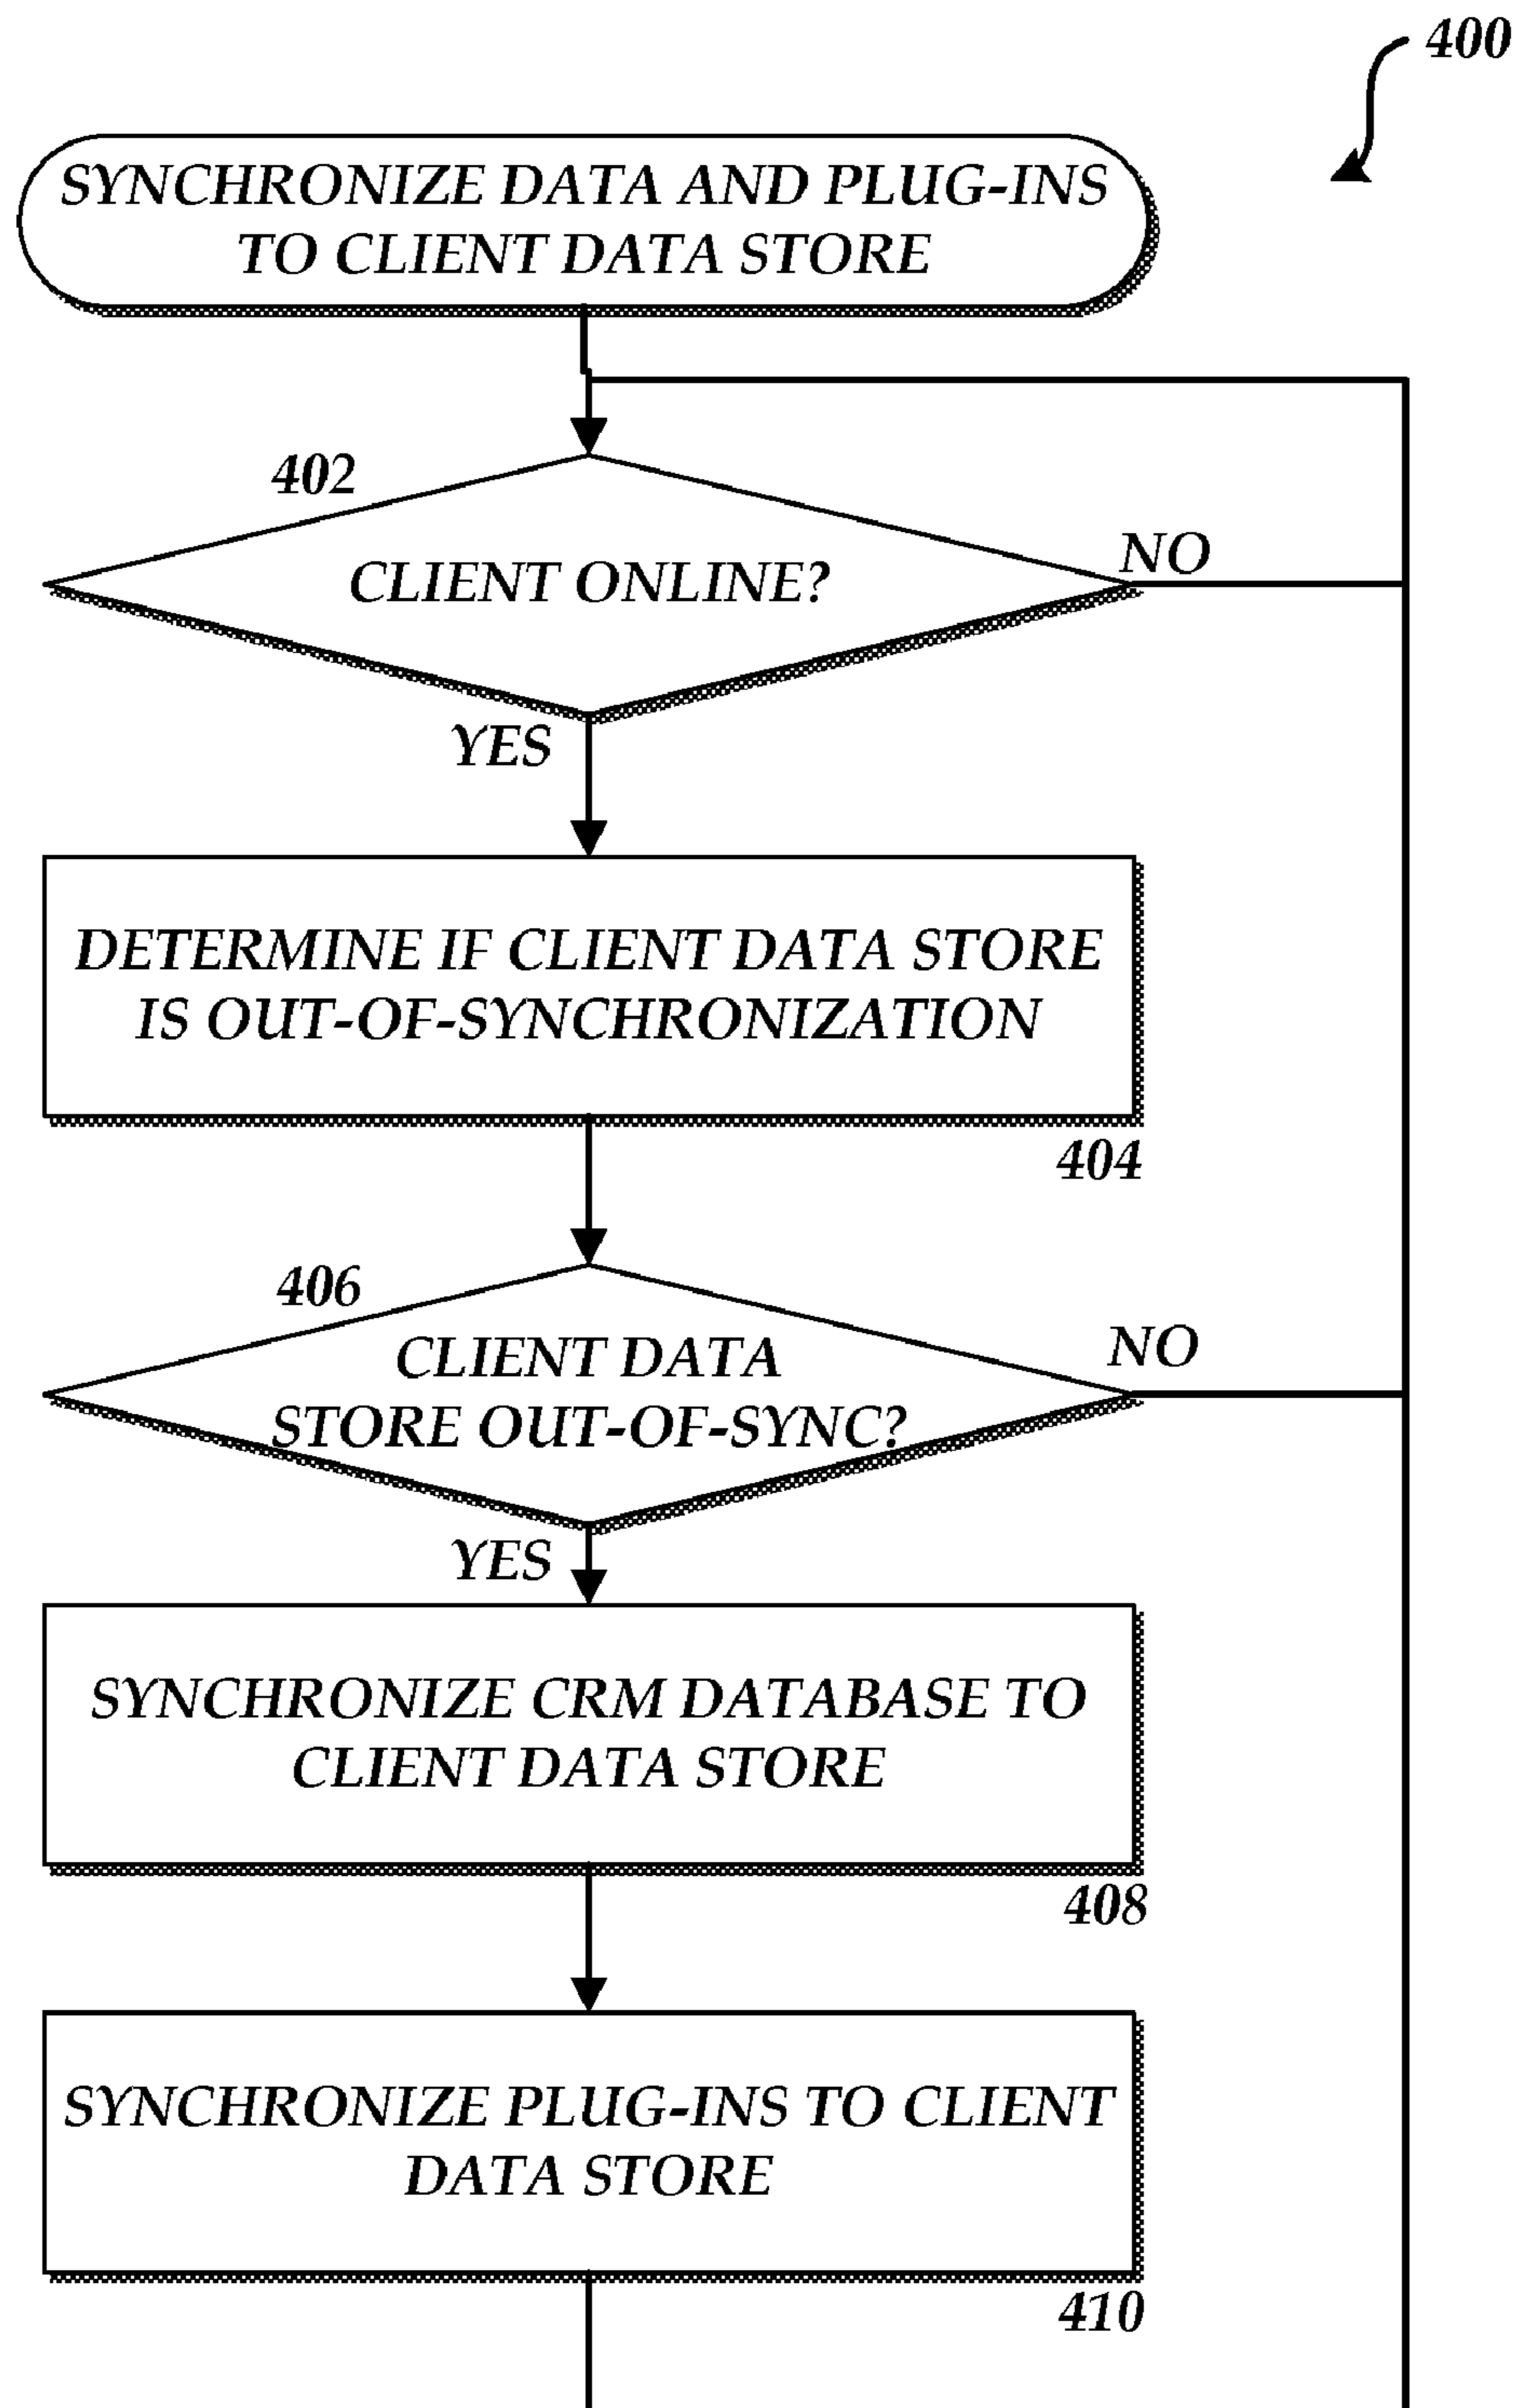 400
SYNCHRONIZE DATA AND PLUG-INS
TO CLIENT DATA STORE
402
CLIENT ONLINE?
NO
YES
DETERMINE IF CLIENT DATA STORE
IS OUT-OF-SYNCHRONIZATION
404
406
CLIENT DATA
STORE OUT-OF-SYNC?
NO
YES
SYNCHRONIZE CRM DATABASE TO
CLIENT DATA STORE
408
SYNCHRONIZE PLUG-INS TO CLIENT
DATA STORE
410